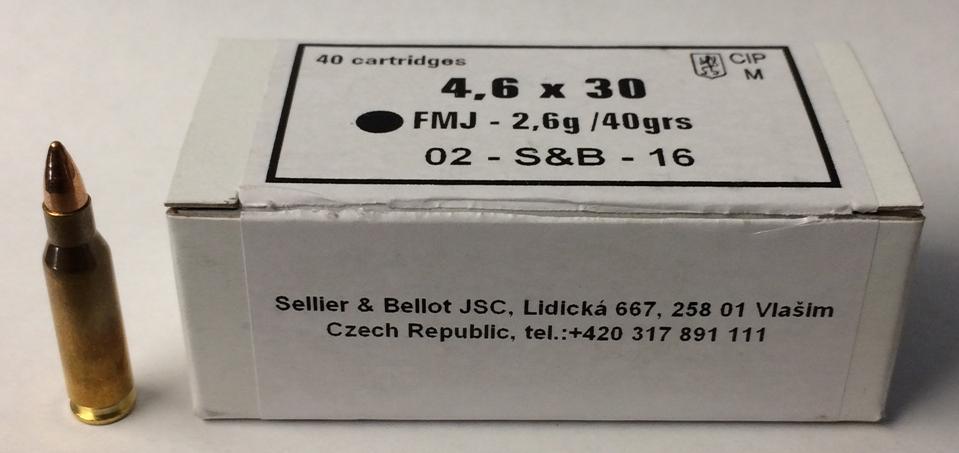 40 cartridges
CIP
M
4,6 x 30
FMJ - 2,6g /40grs
02 - S&B - 16
Sellier & Bellot JSC, Lidická 667, 258 01 Vlašim
Czech Republic, tel.:+420 317 891 111